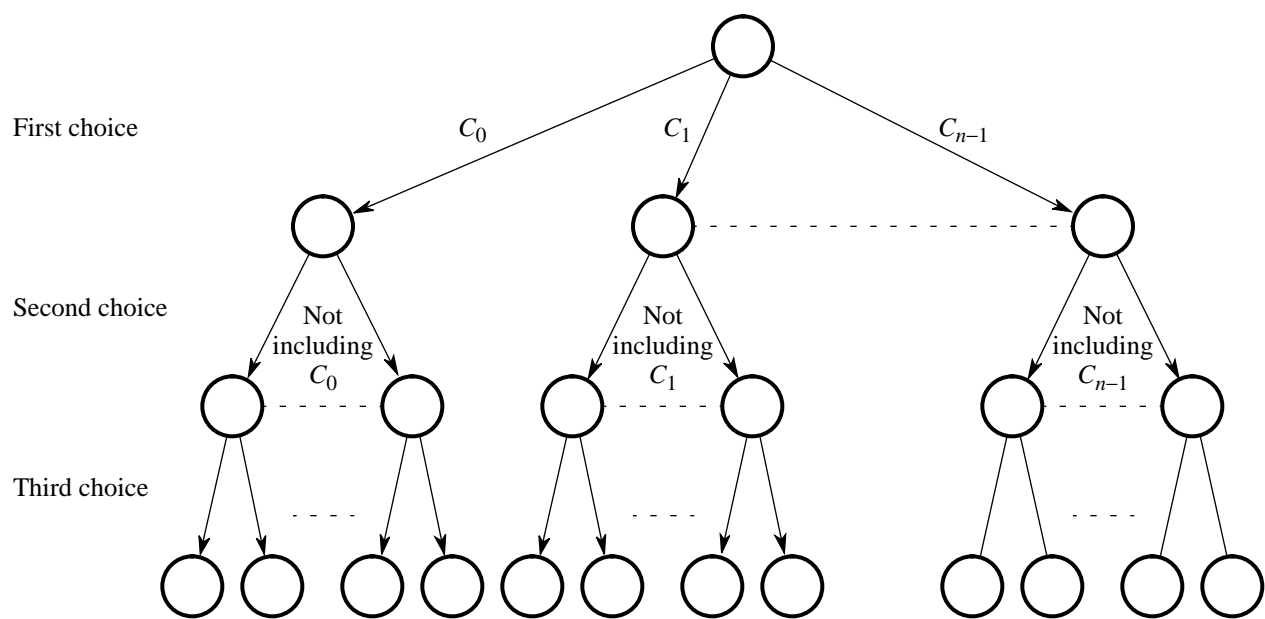 First choice
C0
C1
Cn–1
Second choice
Not
including
C0
Not
including
C1
Not
including
Cn–1
Third choice